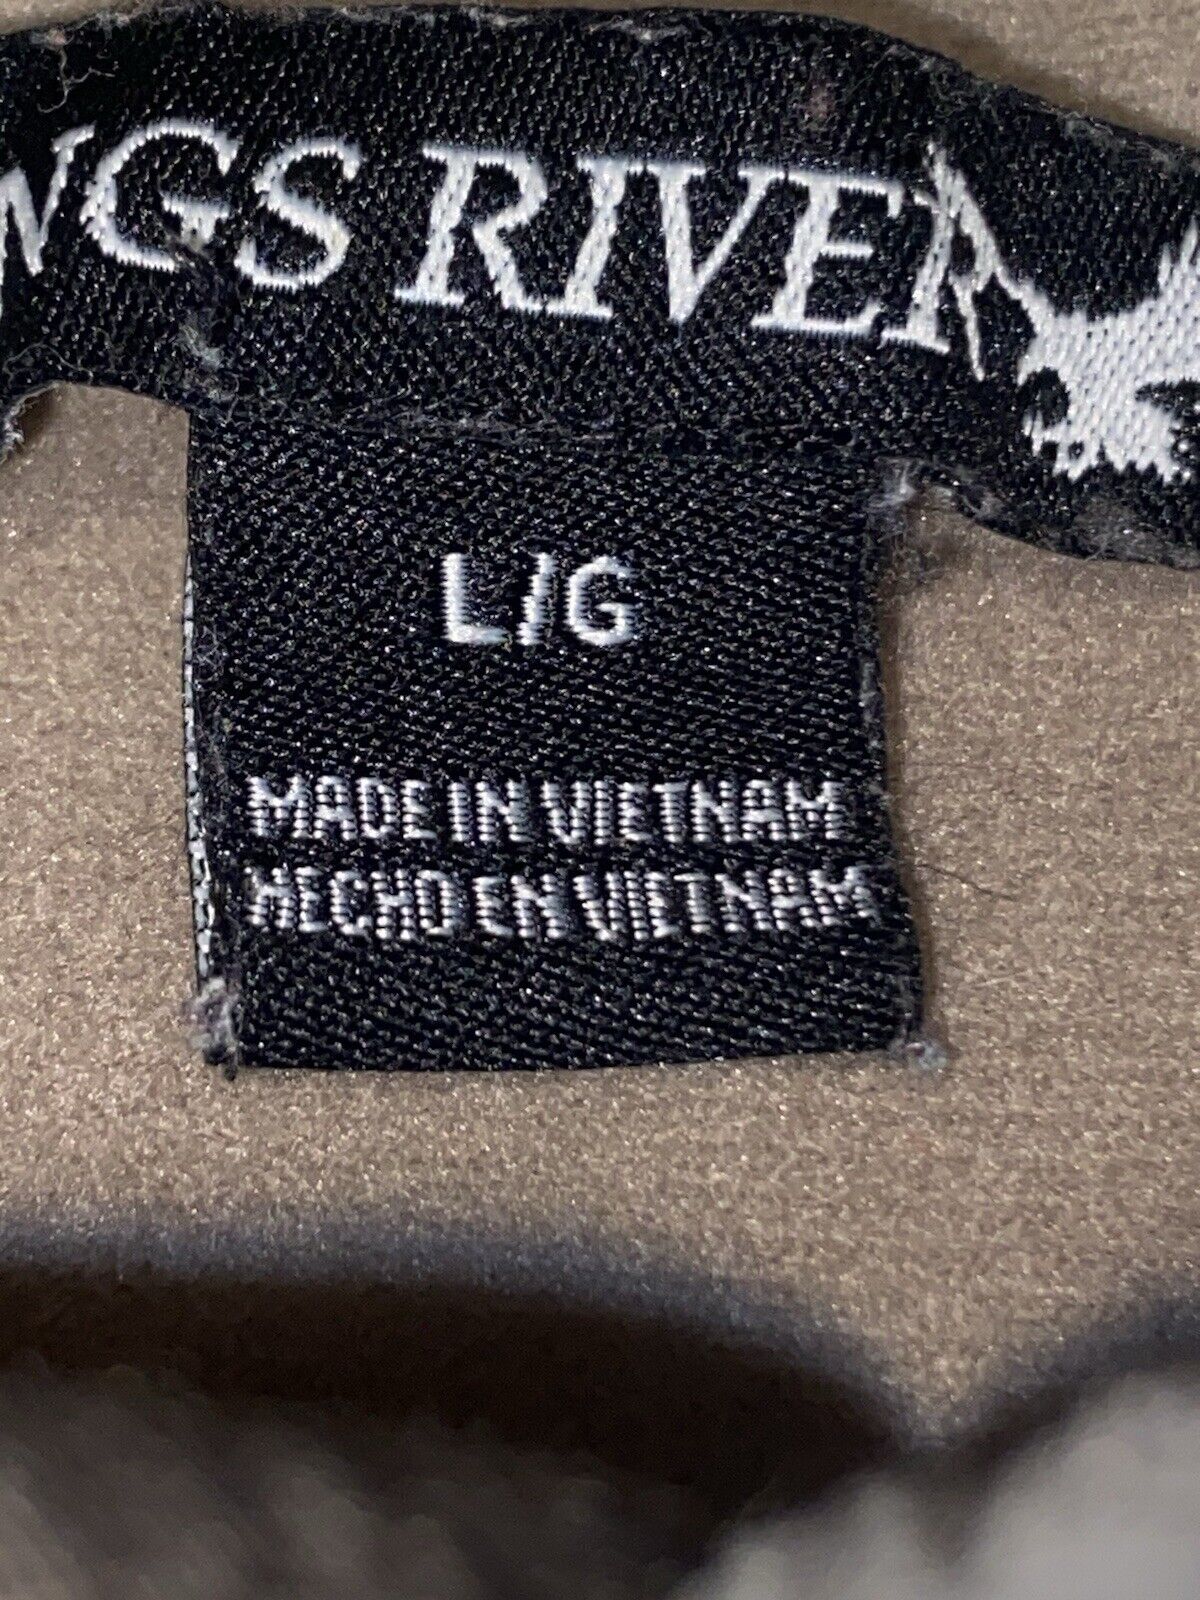 NGS RIVER
L/G
MADE IN VIETNAM
HECHO EN VIETNAM